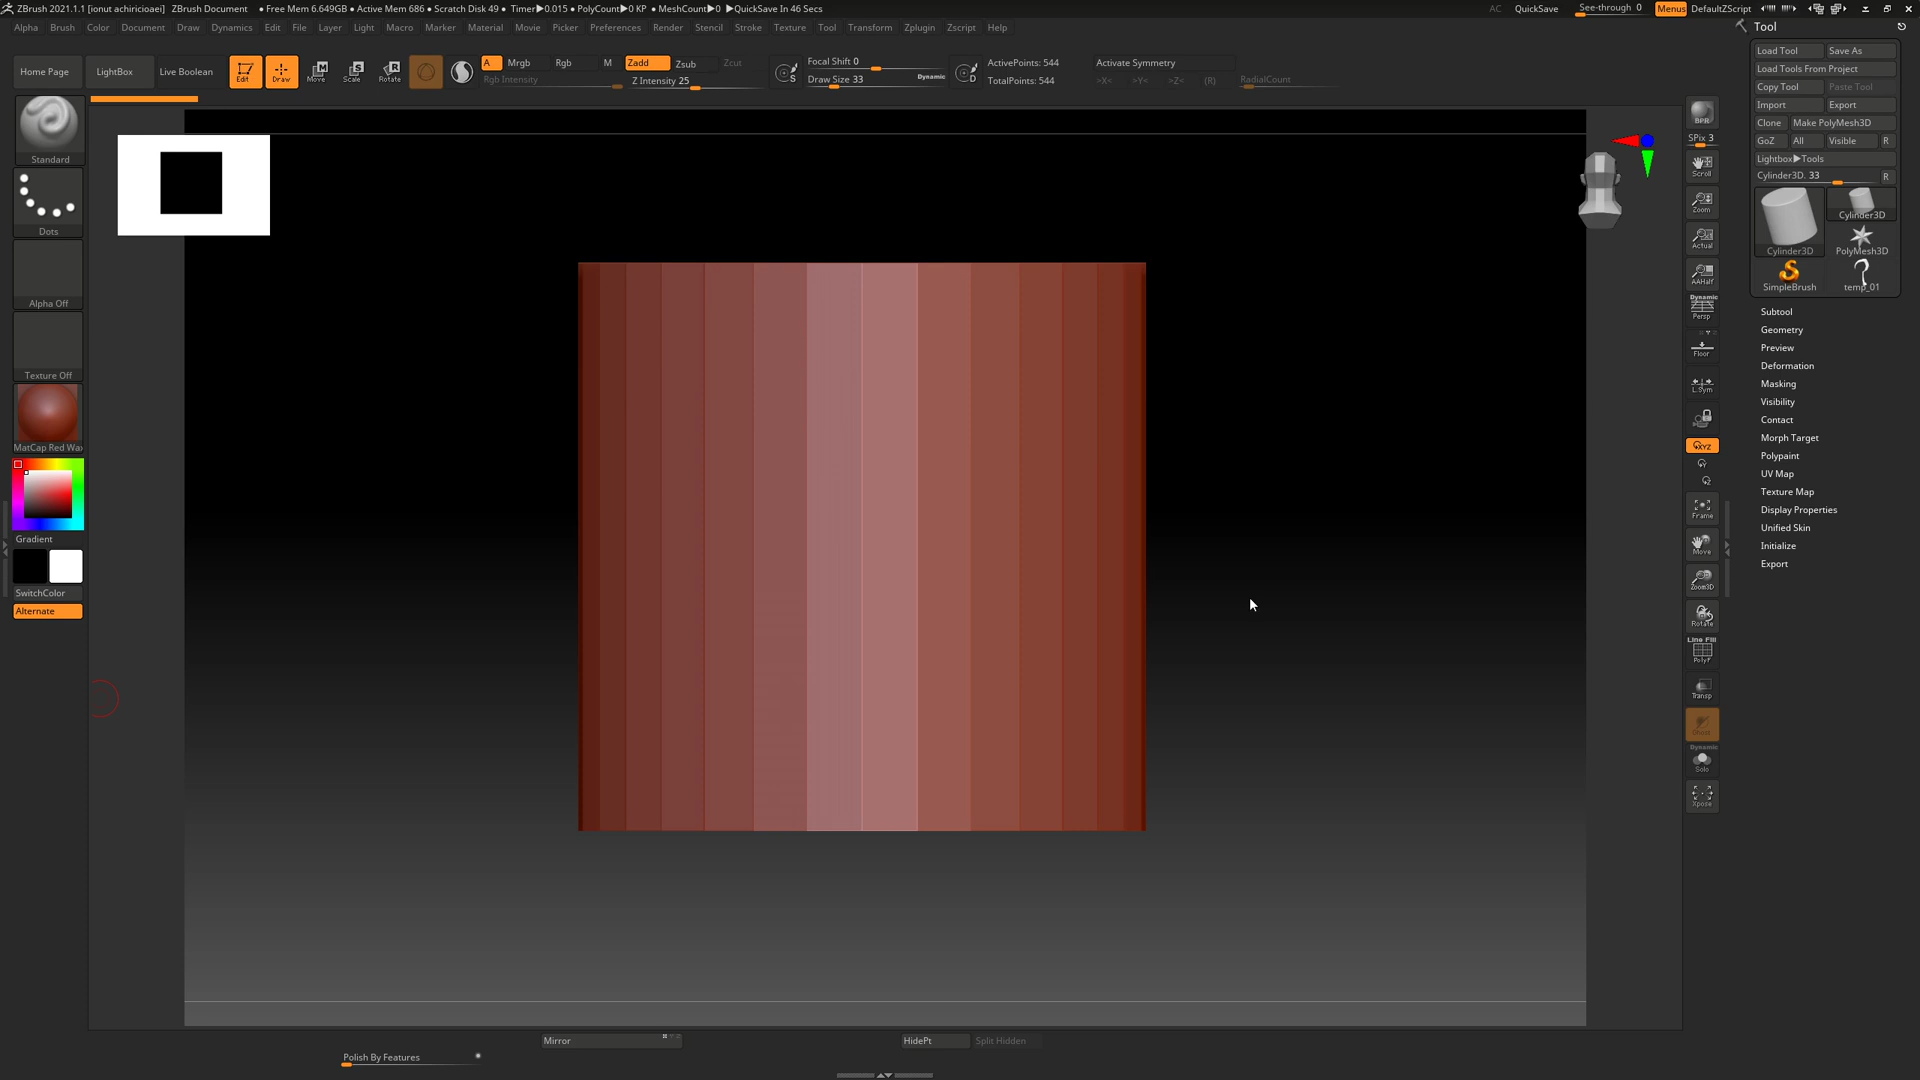 ZBrush 2021.1.1 [ionut achiricioaei] ZBrush Document ● Free Mem 6.649GB ● Active Mem 686 ● Scratch Disk 49 ● Timer▶0.015 ● PolyCount▶0 KP ● MeshCount▶0 ▶QuickSave In 46 Secs AC QuickSave See-through 0 Menus DefaultZScript
Alpha Brush Color Document Draw Dynamics Edit File Layer Light Macro Marker Material Movie Picker Preferences Render Stencil Stroke Texture Tool Transform Zplugin Zscript Help
Home Page LightBox Live Boolean Edit Draw Move Scale Rotate
A Mrgb Rgb M Zadd Zsub Zcut
Rgb Intensity Z Intensity 25
S Focal Shift 0
Draw Size 33 Dynamic
D ActivePoints: 544
TotalPoints: 544
Activate Symmetry
>X< >Y< >Z< (R) RadialCount
Standard
Dots
Alpha Off
Texture Off
MatCap Red Wax
Gradient
SwitchColor
Alternate
BPR
SPix 3
Scroll
Zoom
Actual
AAHalf
Dynamic
Persp
Floor
L.Sym
XYZ
Y
Z
Frame
Move
Zoom3D
Rotate
Line Fill
PolyF
Transp
Ghost
Dynamic
Solo
Xpose
Tool
Load Tool Save As
Load Tools From Project
Copy Tool Paste Tool
Import Export
Clone Make PolyMesh3D
GoZ All Visible R
Lightbox▶Tools
Cylinder3D. 33 R
Cylinder3D Cylinder3D
PolyMesh3D
SimpleBrush temp_01
Subtool
Geometry
Preview
Deformation
Masking
Visibility
Contact
Morph Target
Polypaint
UV Map
Texture Map
Display Properties
Unified Skin
Initialize
Export
Mirror HidePt Split Hidden
Polish By Features